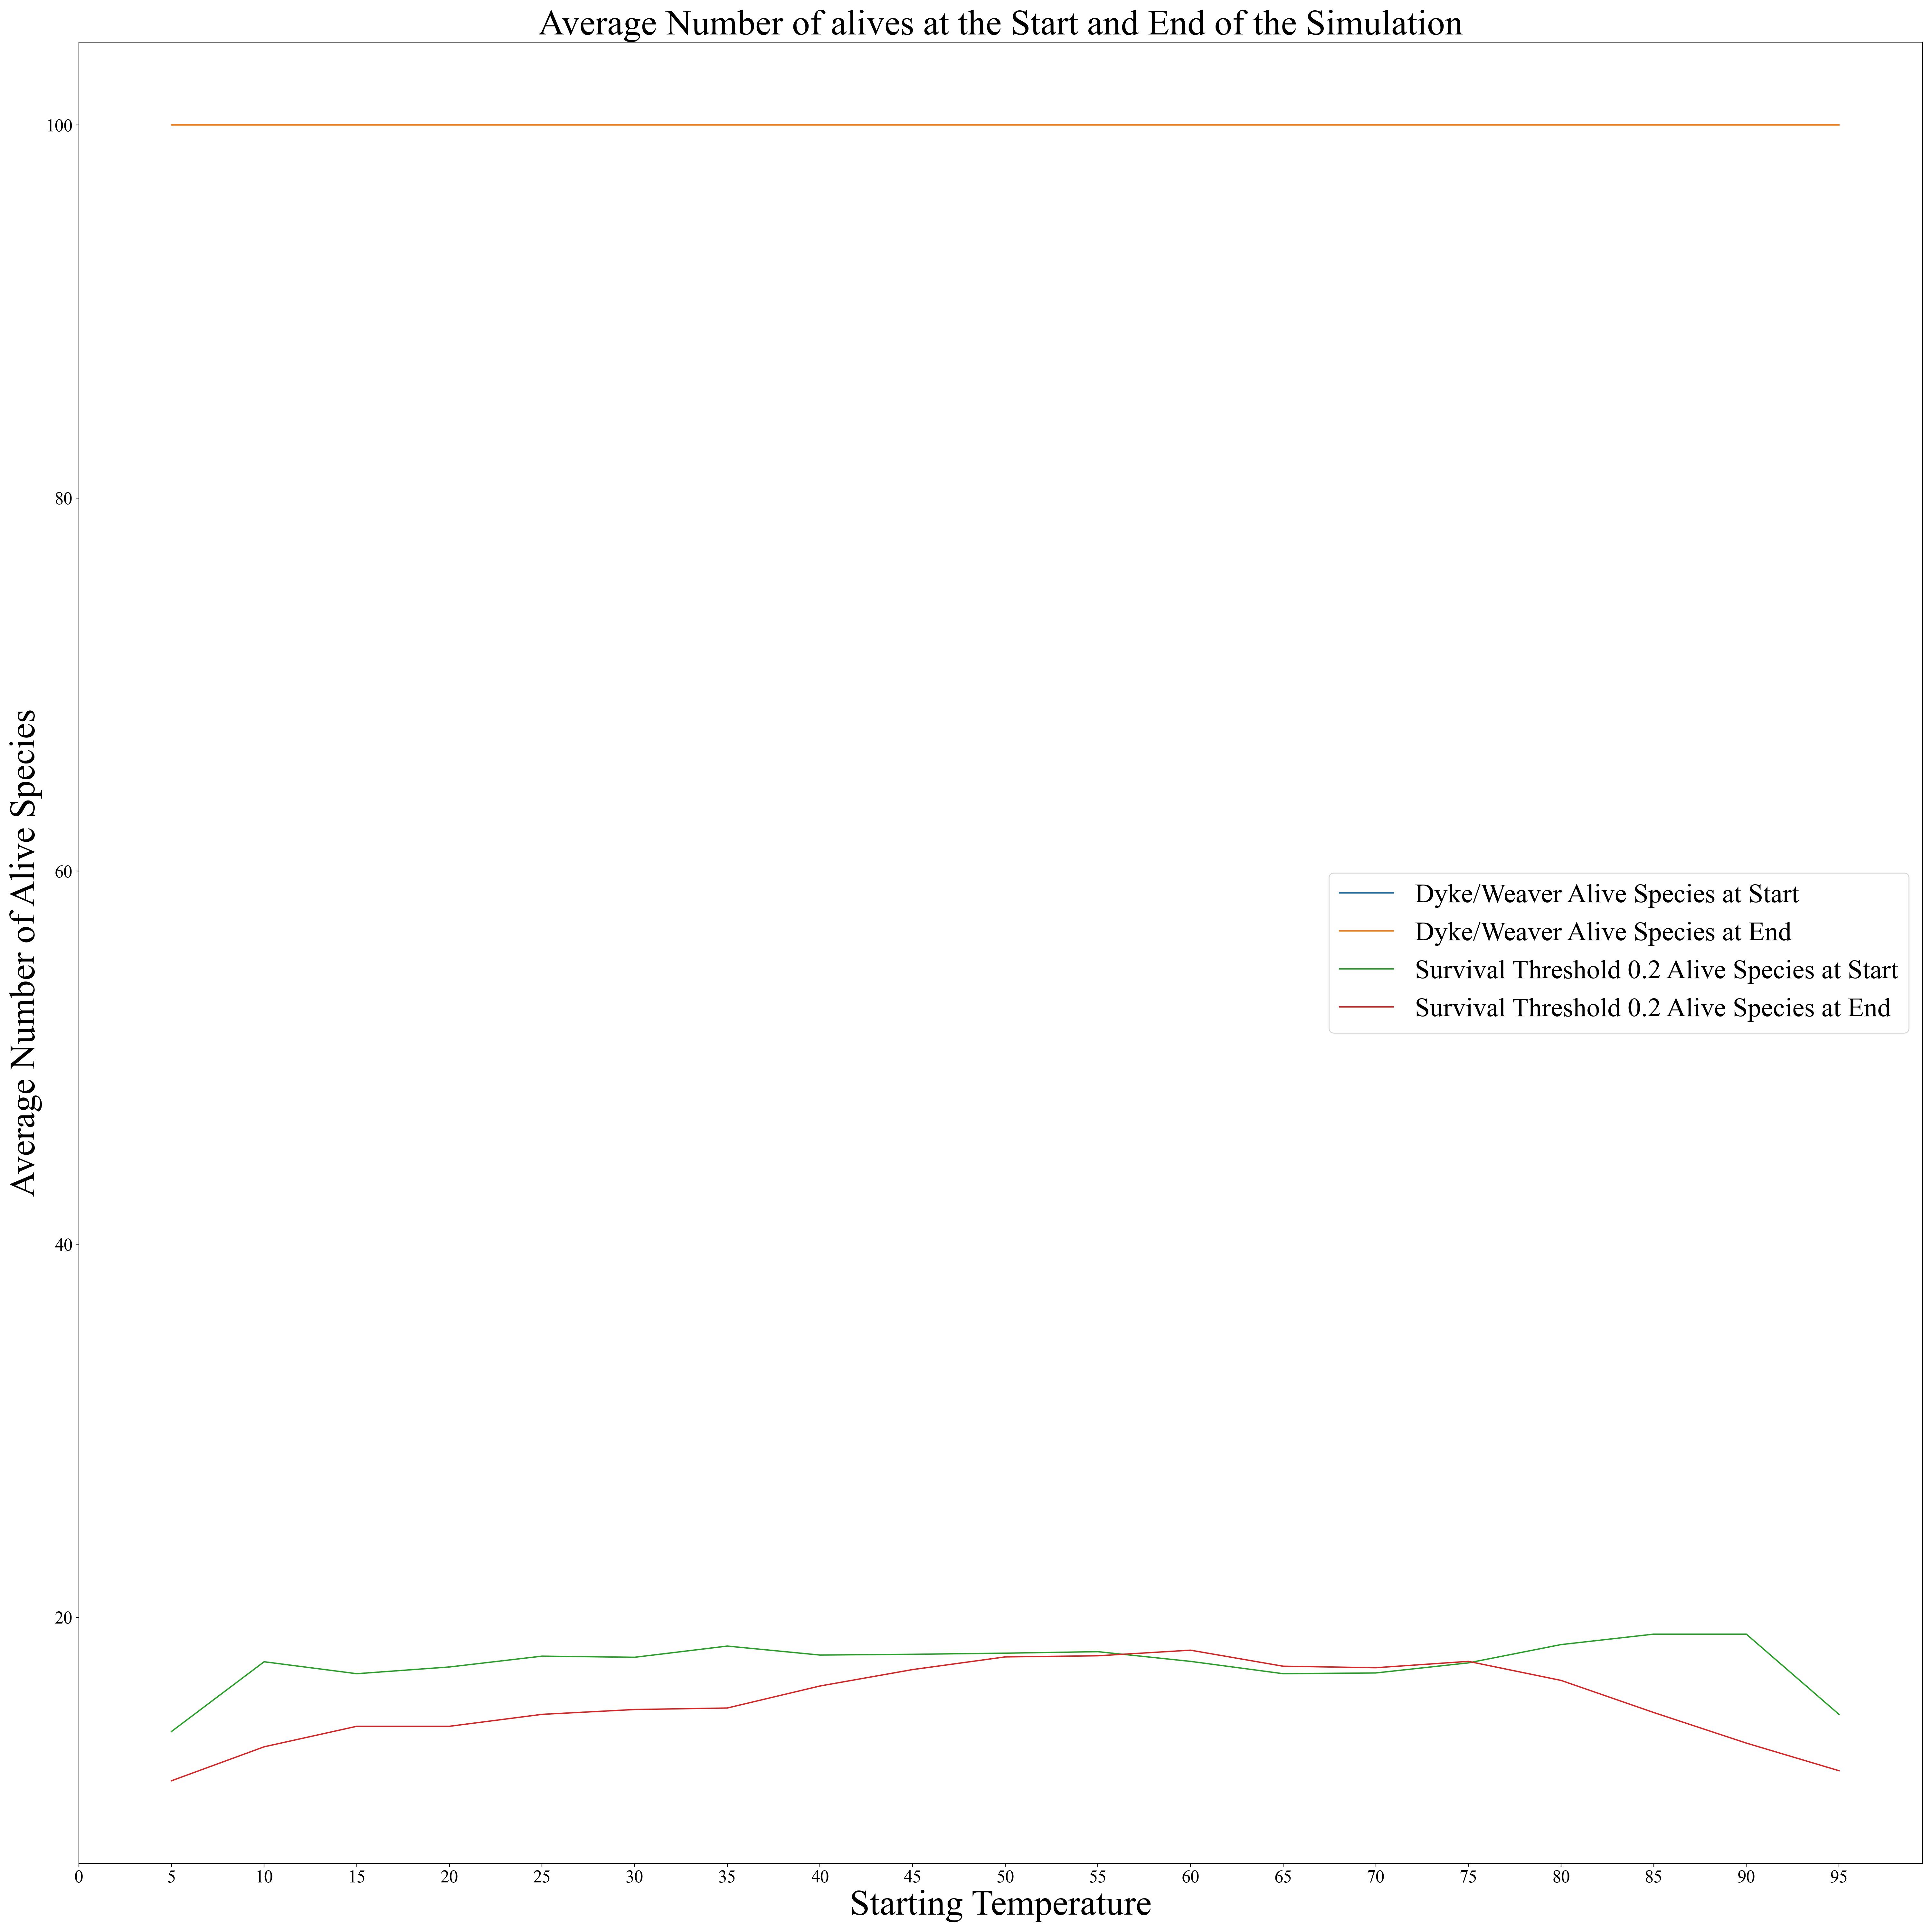 Average Number of alives at the Start and End of the Simulation
100
80
60
40
20
Average Number of Alive Species
Dyke/Weaver Alive Species at Start
Dyke/Weaver Alive Species at End
Survival Threshold 0.2 Alive Species at Start
Survival Threshold 0.2 Alive Species at End
0 5 10 15 20 25 30 35 40 45 50 55 60 65 70 75 80 85 90 95
Starting Temperature